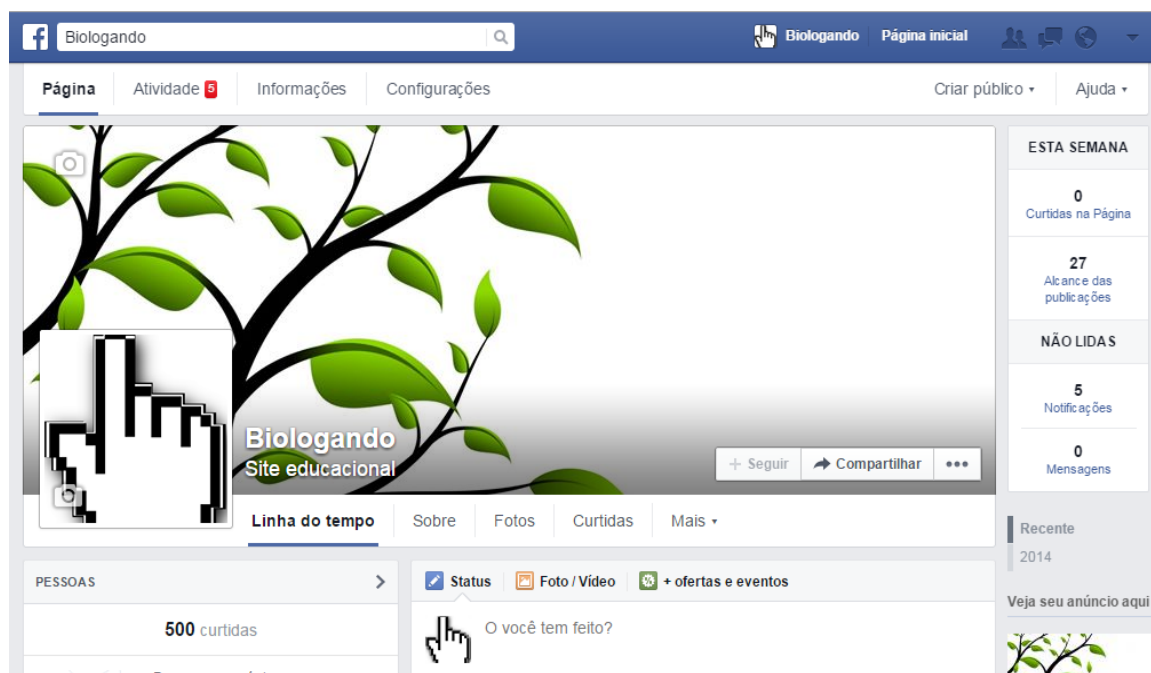 f
Biologando
Biologando
Página inicial
Página
Atividade 5
Informações
Configurações
Criar público
Ajuda
ESTA SEMANA
0
Curtidas na Página
27
Alcance das
publicações
NÃO LIDAS
5
Notificações
0
Mensagens
Biologando
Site educacional
+ Seguir
Compartilhar
Linha do tempo
Sobre
Fotos
Curtidas
Mais
Recente
2014
PESSOAS
500 curtidas
Status
Foto / Vídeo
+ ofertas e eventos
O você tem feito?
Veja seu anúncio aqui